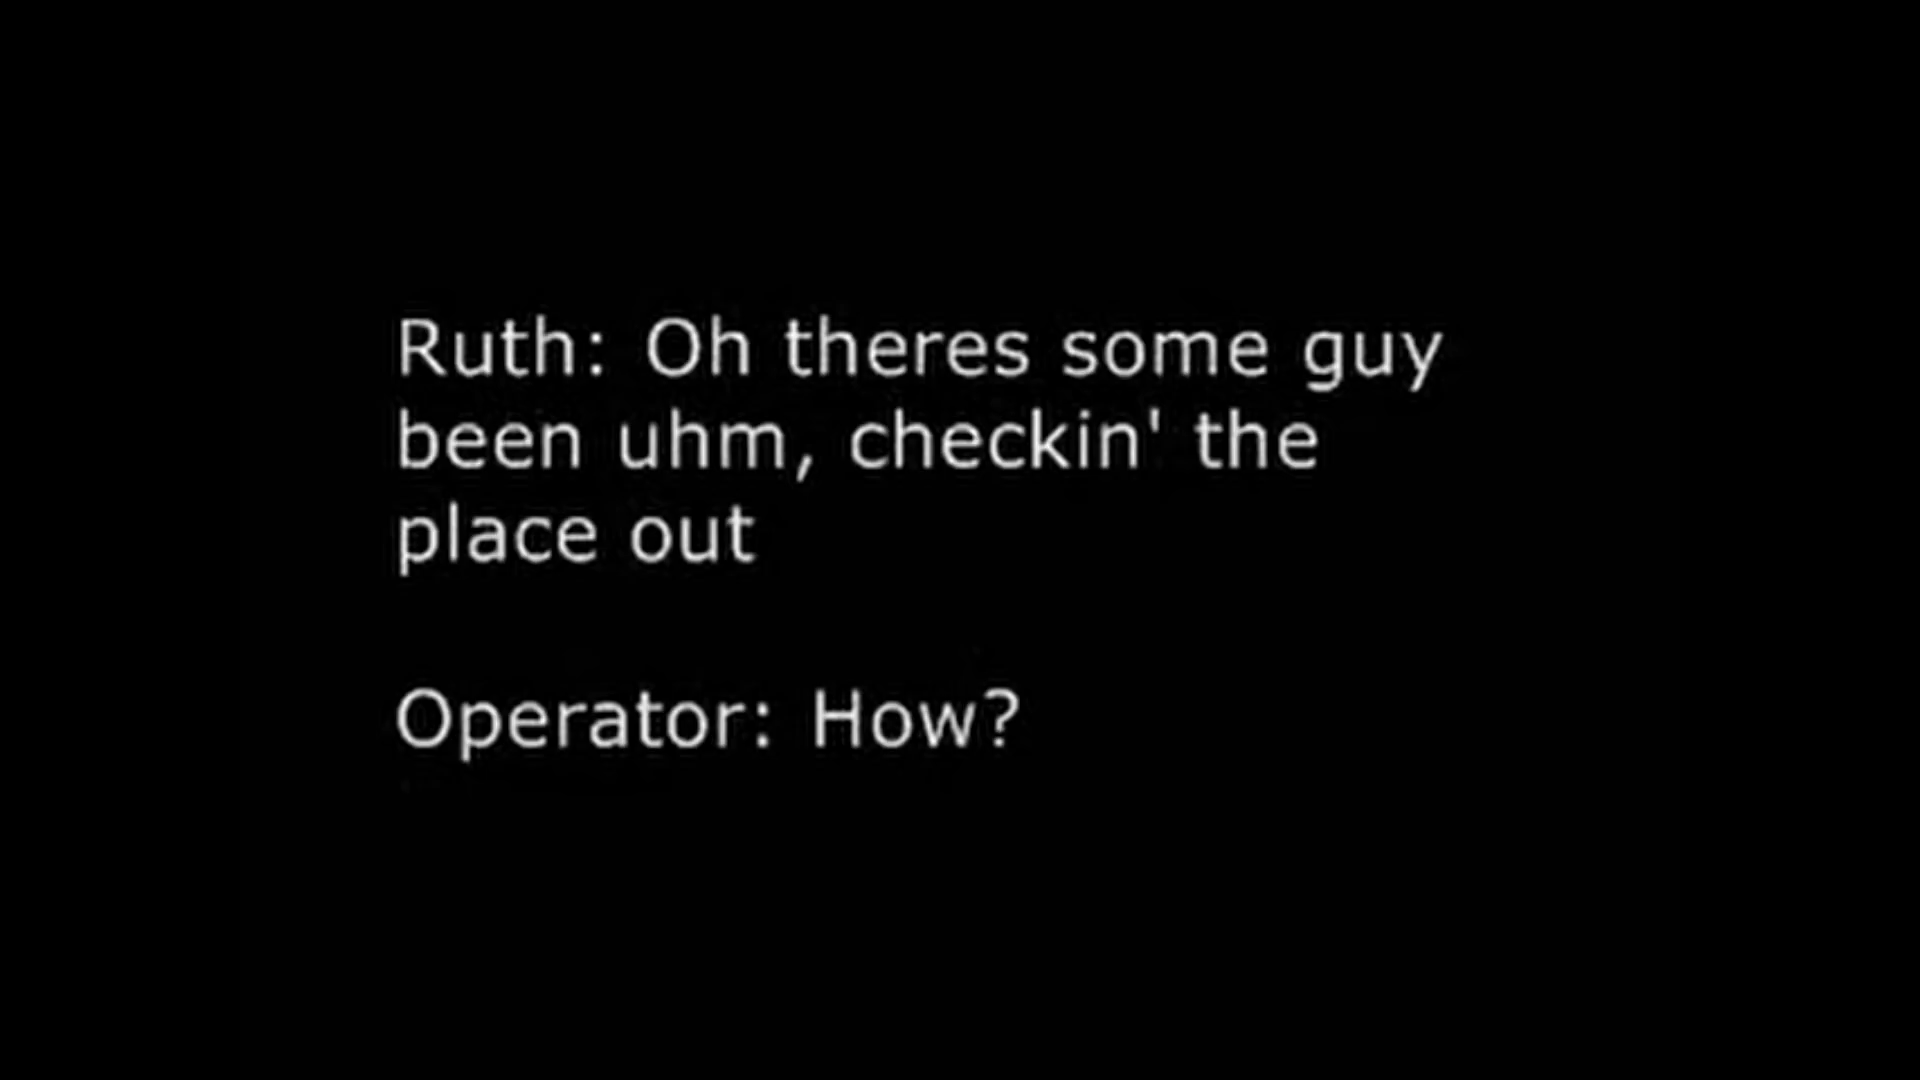 Ruth: Oh theres some guy
been uhm, checkin' the
place out
Operator: How?